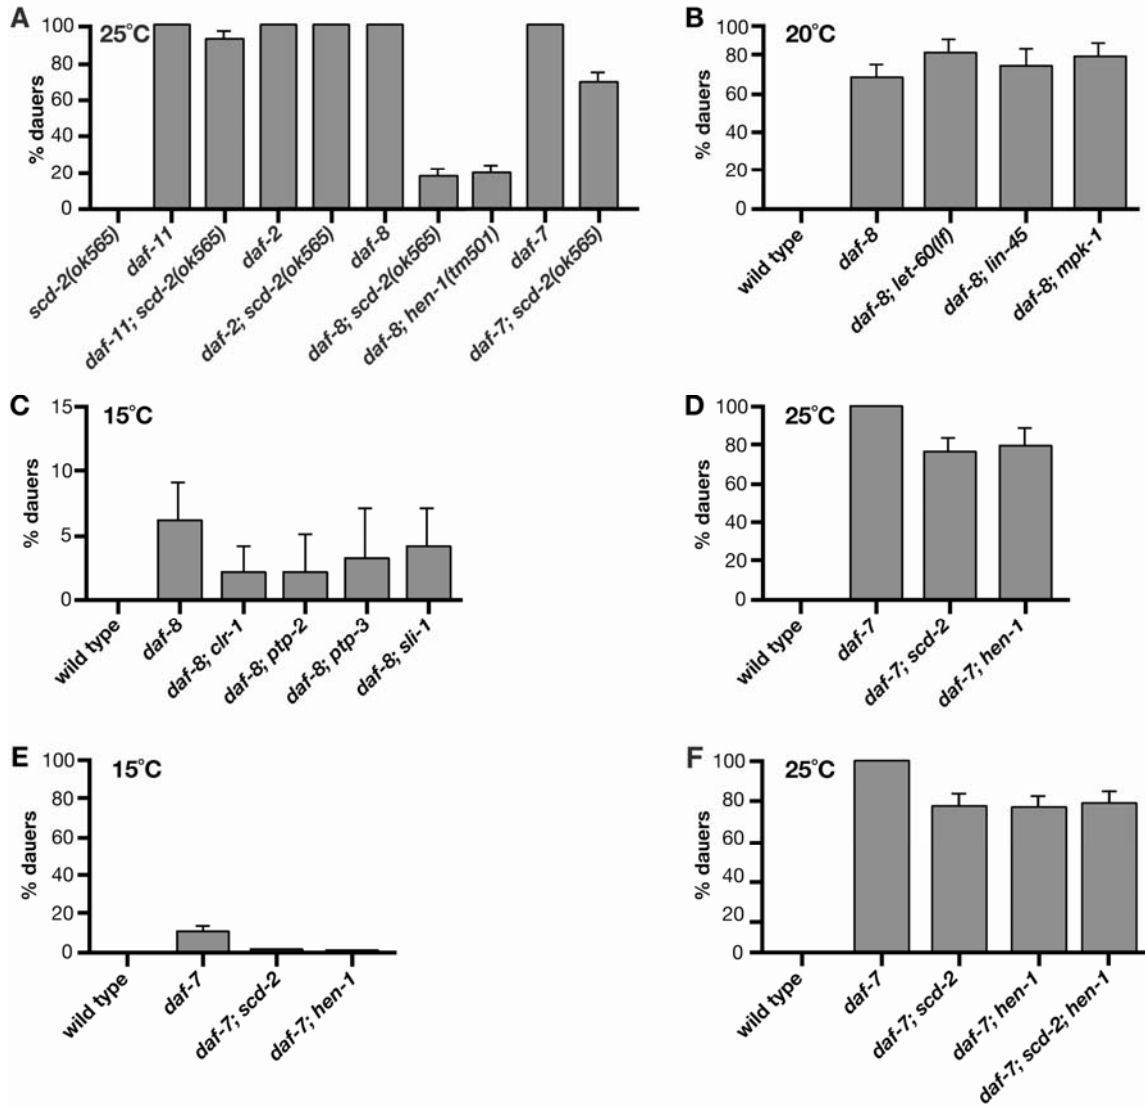 A
25°C
% dauers
100
80
60
40
20
0
scd-2(ok565)
daf-11
daf-11; scd-2(ok565)
daf-2
daf-2; scd-2(ok565)
daf-8
daf-8; scd-2(ok565)
daf-8; hen-1(tm501)
daf-7
daf-7; scd-2(ok565)
B
20°C
% dauers
100
80
60
40
20
0
wild type
daf-8
daf-8; let-60(lf)
daf-8; lin-45
daf-8; mpk-1
C
15°C
% dauers
15
10
5
0
wild type
daf-8
daf-8; clr-1
daf-8; ptp-2
daf-8; ptp-3
daf-8; sli-1
D
25°C
% dauers
100
80
60
40
20
0
wild type
daf-7
daf-7; scd-2
daf-7; hen-1
E
15°C
% dauers
100
80
60
40
20
0
wild type
daf-7
daf-7; scd-2
daf-7; hen-1
F
25°C
% dauers
100
80
60
40
20
0
wild type
daf-7
daf-7; scd-2
daf-7; hen-1
daf-7; scd-2; hen-1